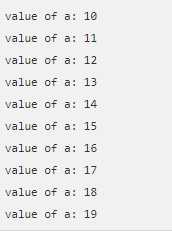 value of a: 10
value of a: 11
value of a: 12
value of a: 13
value of a: 14
value of a: 15
value of a: 16
value of a: 17
value of a: 18
value of a: 19